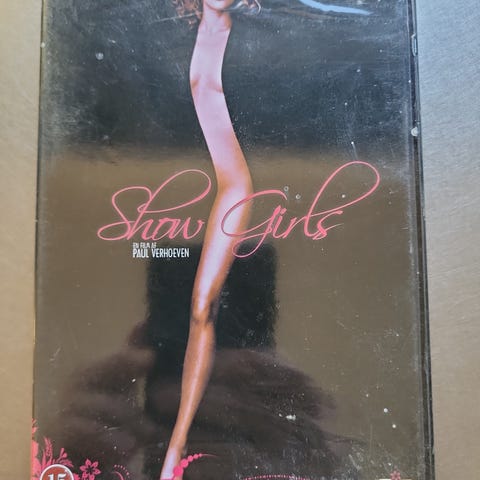 Show Girls
EN FILM AF
PAUL VERHOEVEN
15